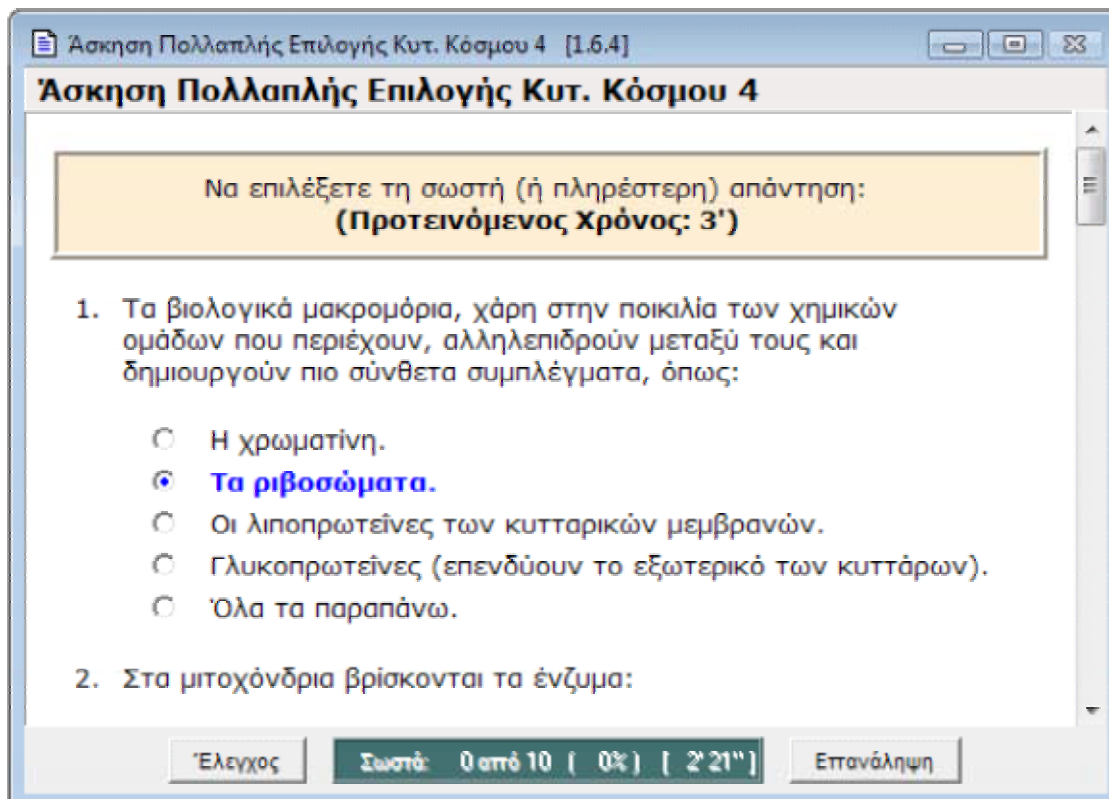 Άσκηση Πολλαπλής Επιλογής Κυτ. Κόσμου 4 [1.6.4]
Άσκηση Πολλαπλής Επιλογής Κυτ. Κόσμου 4
Να επιλέξετε τη σωστή (ή πληρέστερη) απάντηση:
(Προτεινόμενος Χρόνος: 3')
1. Τα βιολογικά μακρομόρια, χάρη στην ποικιλία των χημικών
ομάδων που περιέχουν, αλληλεπιδρούν μεταξύ τους και
δημιουργούν πιο σύνθετα συμπλέγματα, όπως:
Η χρωματίνη.
Τα ριβοσώματα.
Οι λιποπρωτεΐνες των κυτταρικών μεμβρανών.
Γλυκοπρωτεΐνες (επενδύουν το εξωτερικό των κυττάρων).
Όλα τα παραπάνω.
2. Στα μιτοχόνδρια βρίσκονται τα ένζυμα:
Έλεγχος
Σωστά: 0 από 10 ( 0% ) [ 2' 21" ]
Επανάληψη